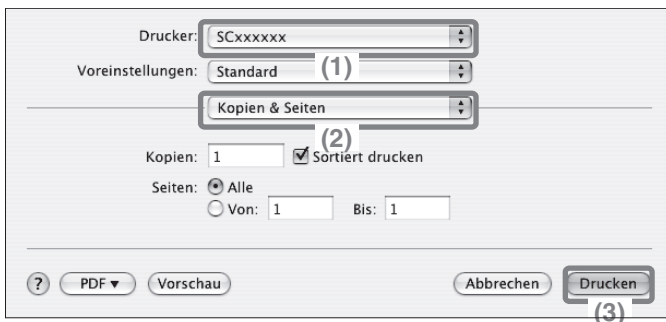 Drucker: SCxxxxxx
(1)
Voreinstellungen: Standard
Kopien & Seiten
(2)
Kopien: 1 Sortiert drucken
Seiten: Alle
Von: 1 Bis: 1
? PDF Vorschau Abbrechen Drucken
(3)